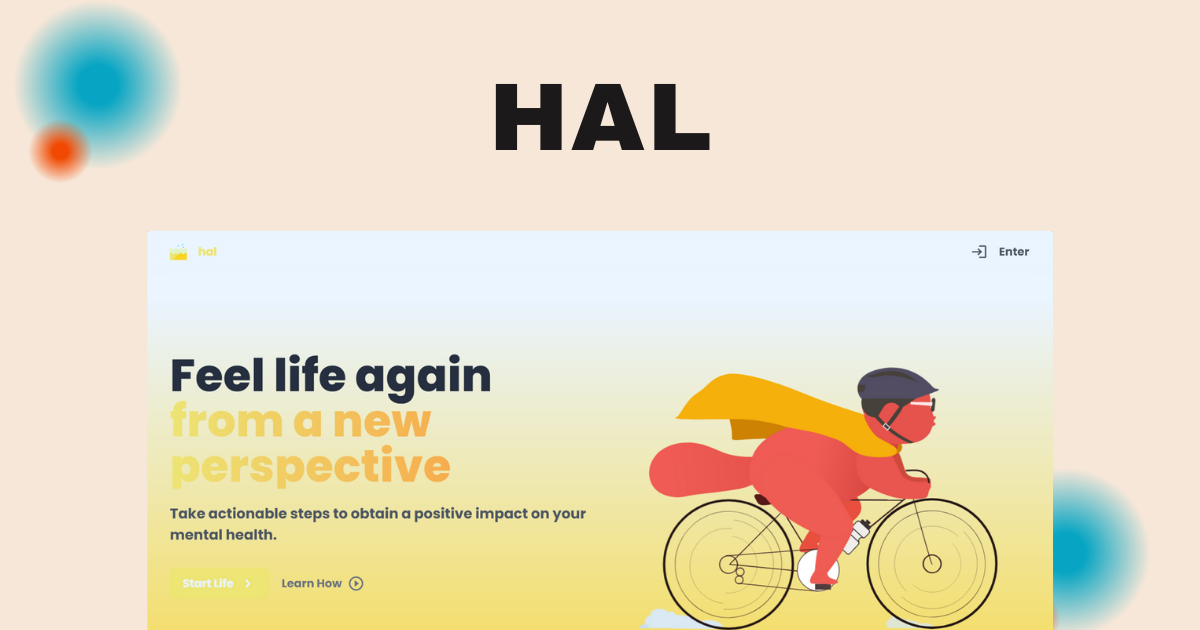 HAL
hal
Enter
Feel life again
from a new
perspective
Take actionable steps to obtain a positive impact on your
mental health.
Start Life
Learn How